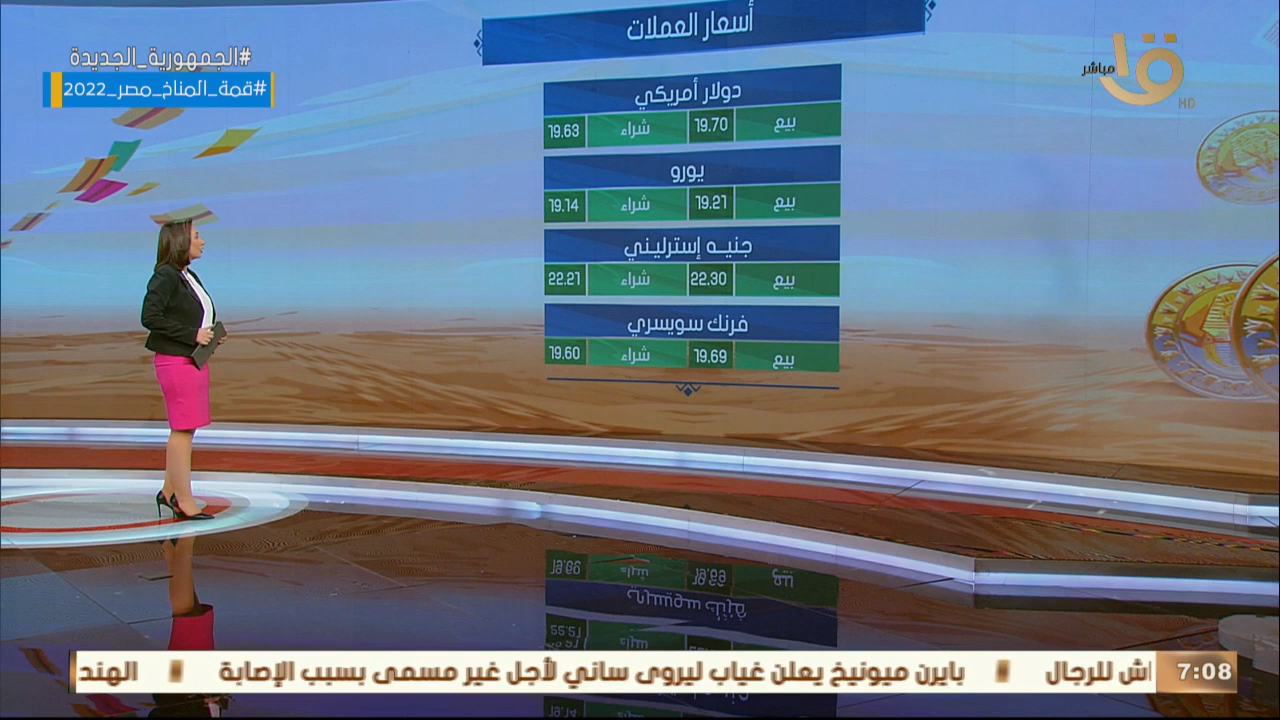 أسعار العملات
#الجمهورية_الجديدة
#قمة_المناخ_مصر_2022
مباشر
HD
دولار أمريكي
بيع 19.70 شراء 19.63
يورو
بيع 19.21 شراء 19.14
جنيه إسترليني
بيع 22.30 شراء 22.21
فرنك سويسري
بيع 19.69 شراء 19.60
7:08
اش للرجال بايرن ميونيخ يعلن غياب ليروى ساني لأجل غير مسمى بسبب الإصابة الهند